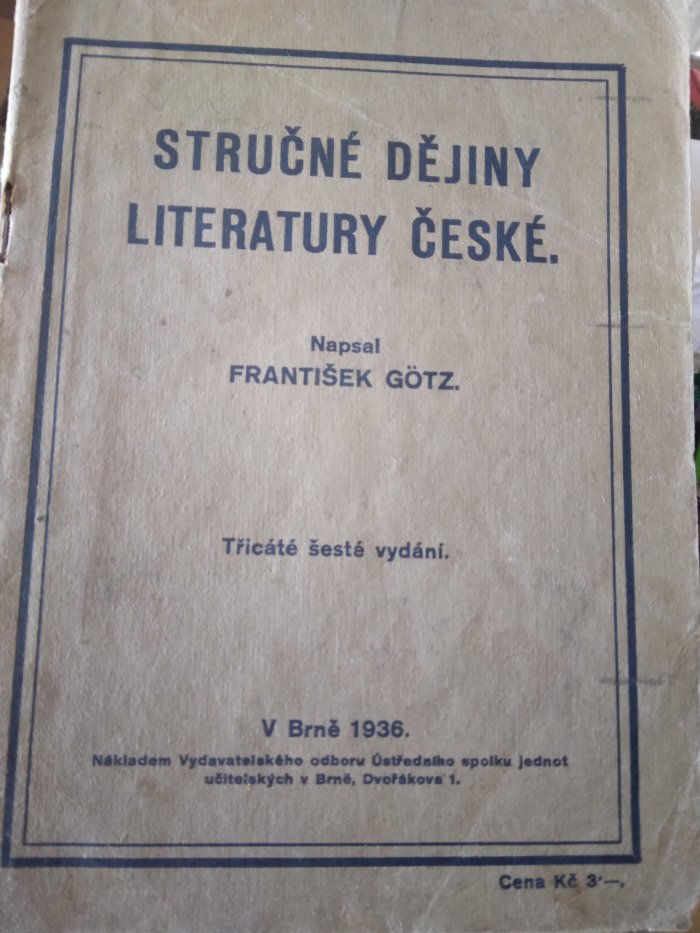 STRUČNÉ DĚJINY
LITERATURY ČESKÉ.
Napsal
FRANTIŠEK GÖTZ.
Třicáté šesté vydání.
V Brně 1936.
Nákladem Vydavatelského odboru Ústředního spolku jednot
učitelských v Brně, Dvořákova 1.
Cena Kč 3·—.